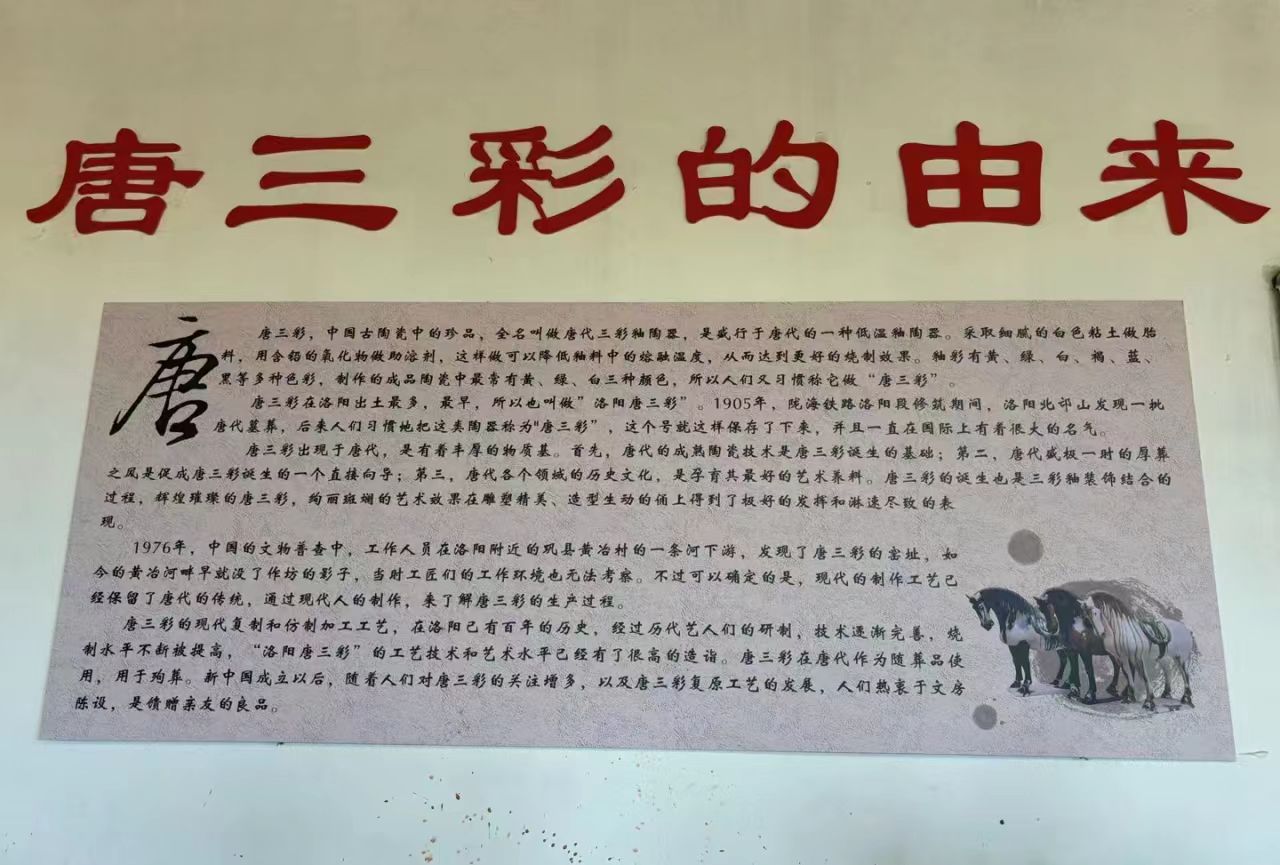 唐三彩的由来
唐
唐三彩，中国古陶瓷中的珍品，全名叫做唐代三彩釉陶器，是盛行于唐代的一种低温釉陶器。采取细腻的白色粘土做胎
料，用含铅的氧化物做助溶剂，这样做可以降低釉料中的熔融温度，从而达到更好的烧制效果。釉彩有黄、绿、白、褐、蓝、
黑等多种色彩，制作的成品陶瓷中最常有黄、绿、白三种颜色，所以人们又习惯称它做“唐三彩”。
唐三彩在洛阳出土最多，最早，所以也叫做”洛阳唐三彩”。1905年，陇海铁路洛阳段修筑期间，洛阳北邙山发现一批
唐代墓葬，后来人们习惯地把这类陶器称为"唐三彩”，这个号就这样保存了下来，并且一直在国际上有着很大的名气。
唐三彩出现于唐代，是有着丰厚的物质基。首先，唐代的成熟陶瓷技术是唐三彩诞生的基础；第二，唐代盛极一时的厚葬
之风是促成唐三彩诞生的一个直接向导；第三，唐代各个领域的历史文化，是孕育其最好的艺术养料。唐三彩的诞生也是三彩釉装饰结合的
过程，辉煌璀璨的唐三彩，绚丽斑斓的艺术效果在雕塑精美、造型生动的俑上得到了极好的发挥和淋速尽致的表
现。
1976年，中国的文物普查中，工作人员在洛阳附近的巩县黄冶村的一条河下游，发现了唐三彩的窑址，如
今的黄冶河畔早就没了作坊的影子，当时工匠们的工作环境也无法考察。不过可以确定的是，现代的制作工艺已
经保留了唐代的传统，通过现代人的制作，来了解唐三彩的生产过程。
唐三彩的现代复制和仿制加工工艺，在洛阳已有百年的历史，经过历代艺人们的研制，技术逐渐完善，烧
制水平不断被提高，“洛阳唐三彩”的工艺技术和艺术水平已经有了很高的造诣。唐三彩在唐代作为随葬品使
用，用于殉葬。新中国成立以后，随着人们对唐三彩的关注增多，以及唐三彩复原工艺的发展，人们热衷于文房
陈设，是馈赠亲友的良品。